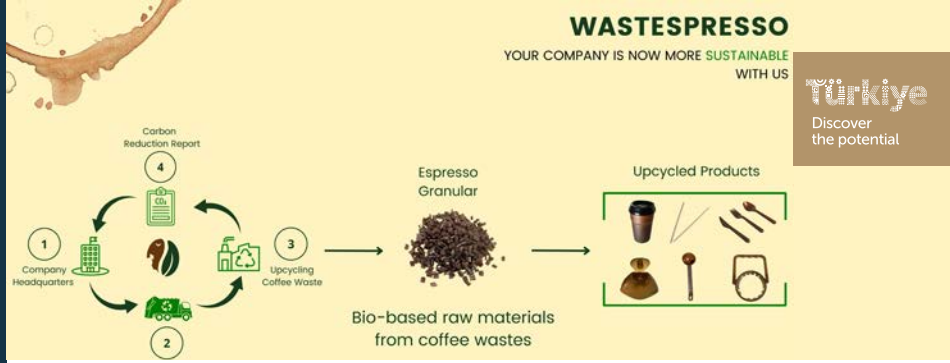 WASTESPRESSO
YOUR COMPANY IS NOW MORE SUSTAINABLE
WITH US
Türkiye
Discover
the potential
Carbon
Reduction Report
4
CO₂
1
Company
Headquarters
3
Upcycling
Coffee Waste
2
Espresso
Granular
Bio-based raw materials
from coffee wastes
Upcycled Products